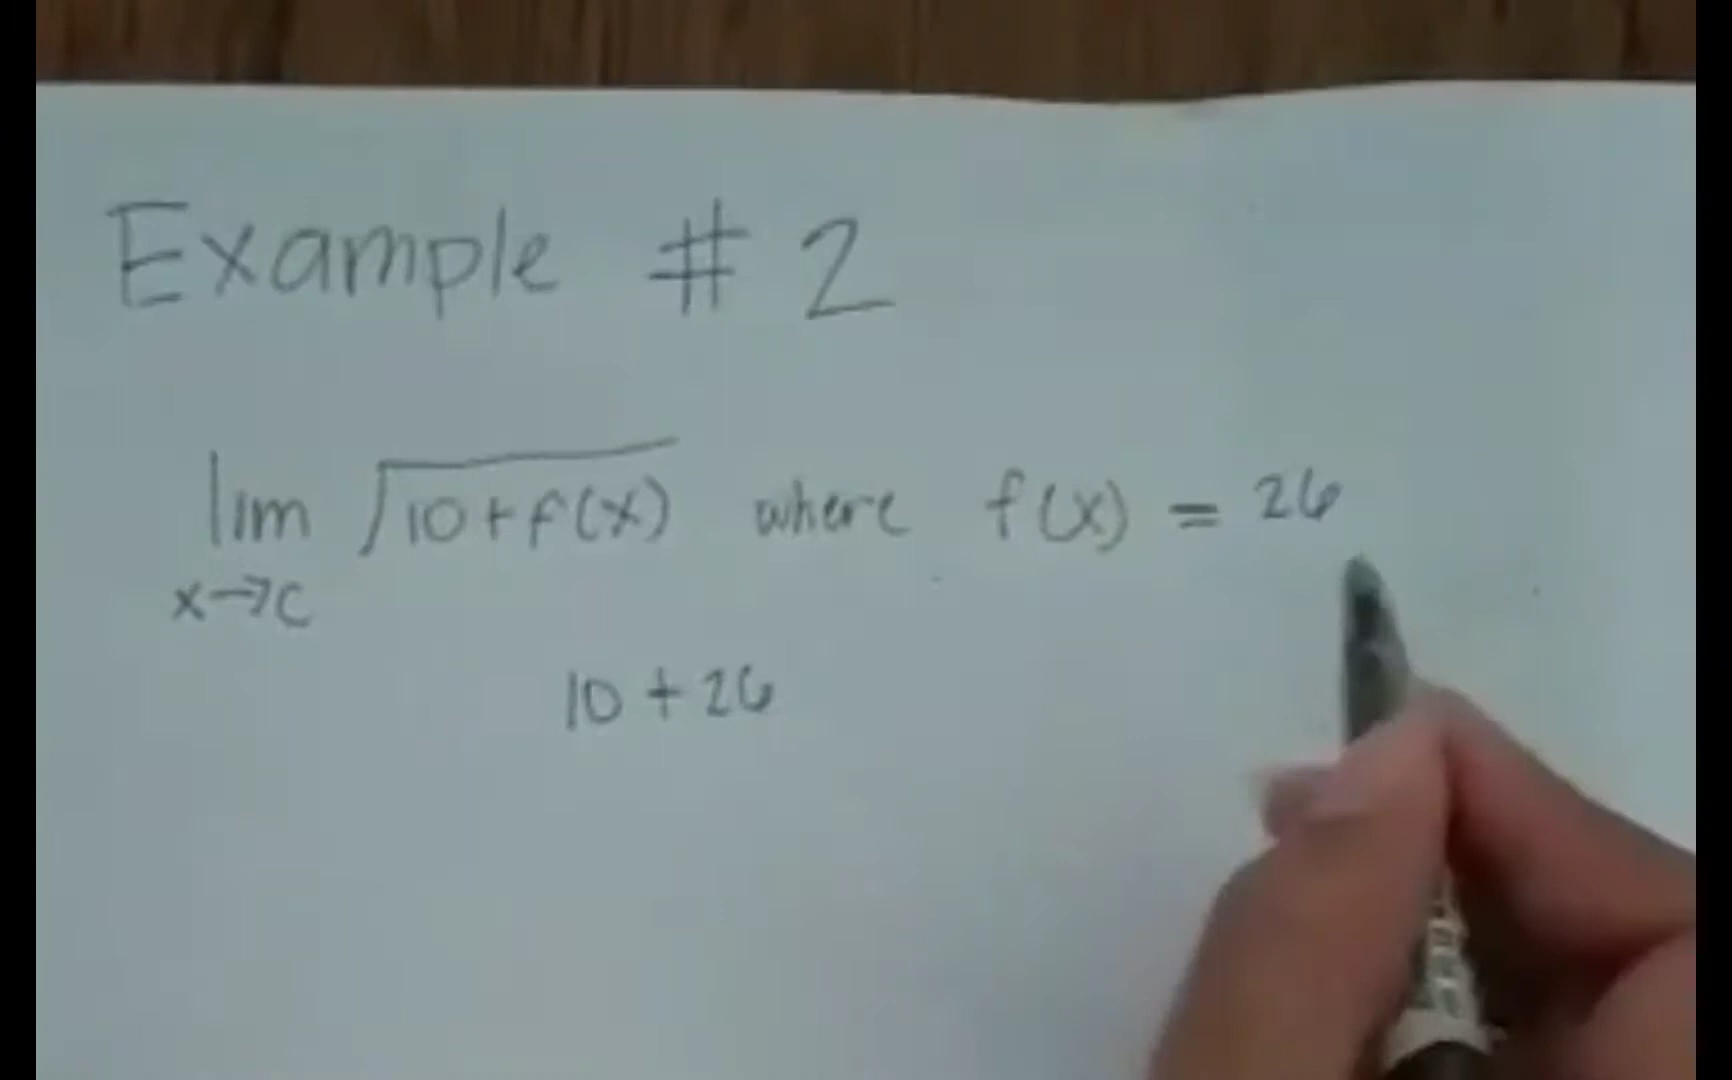 Example # 2
lim √10+f(x) where f(x) = 26
x→c
10 + 26